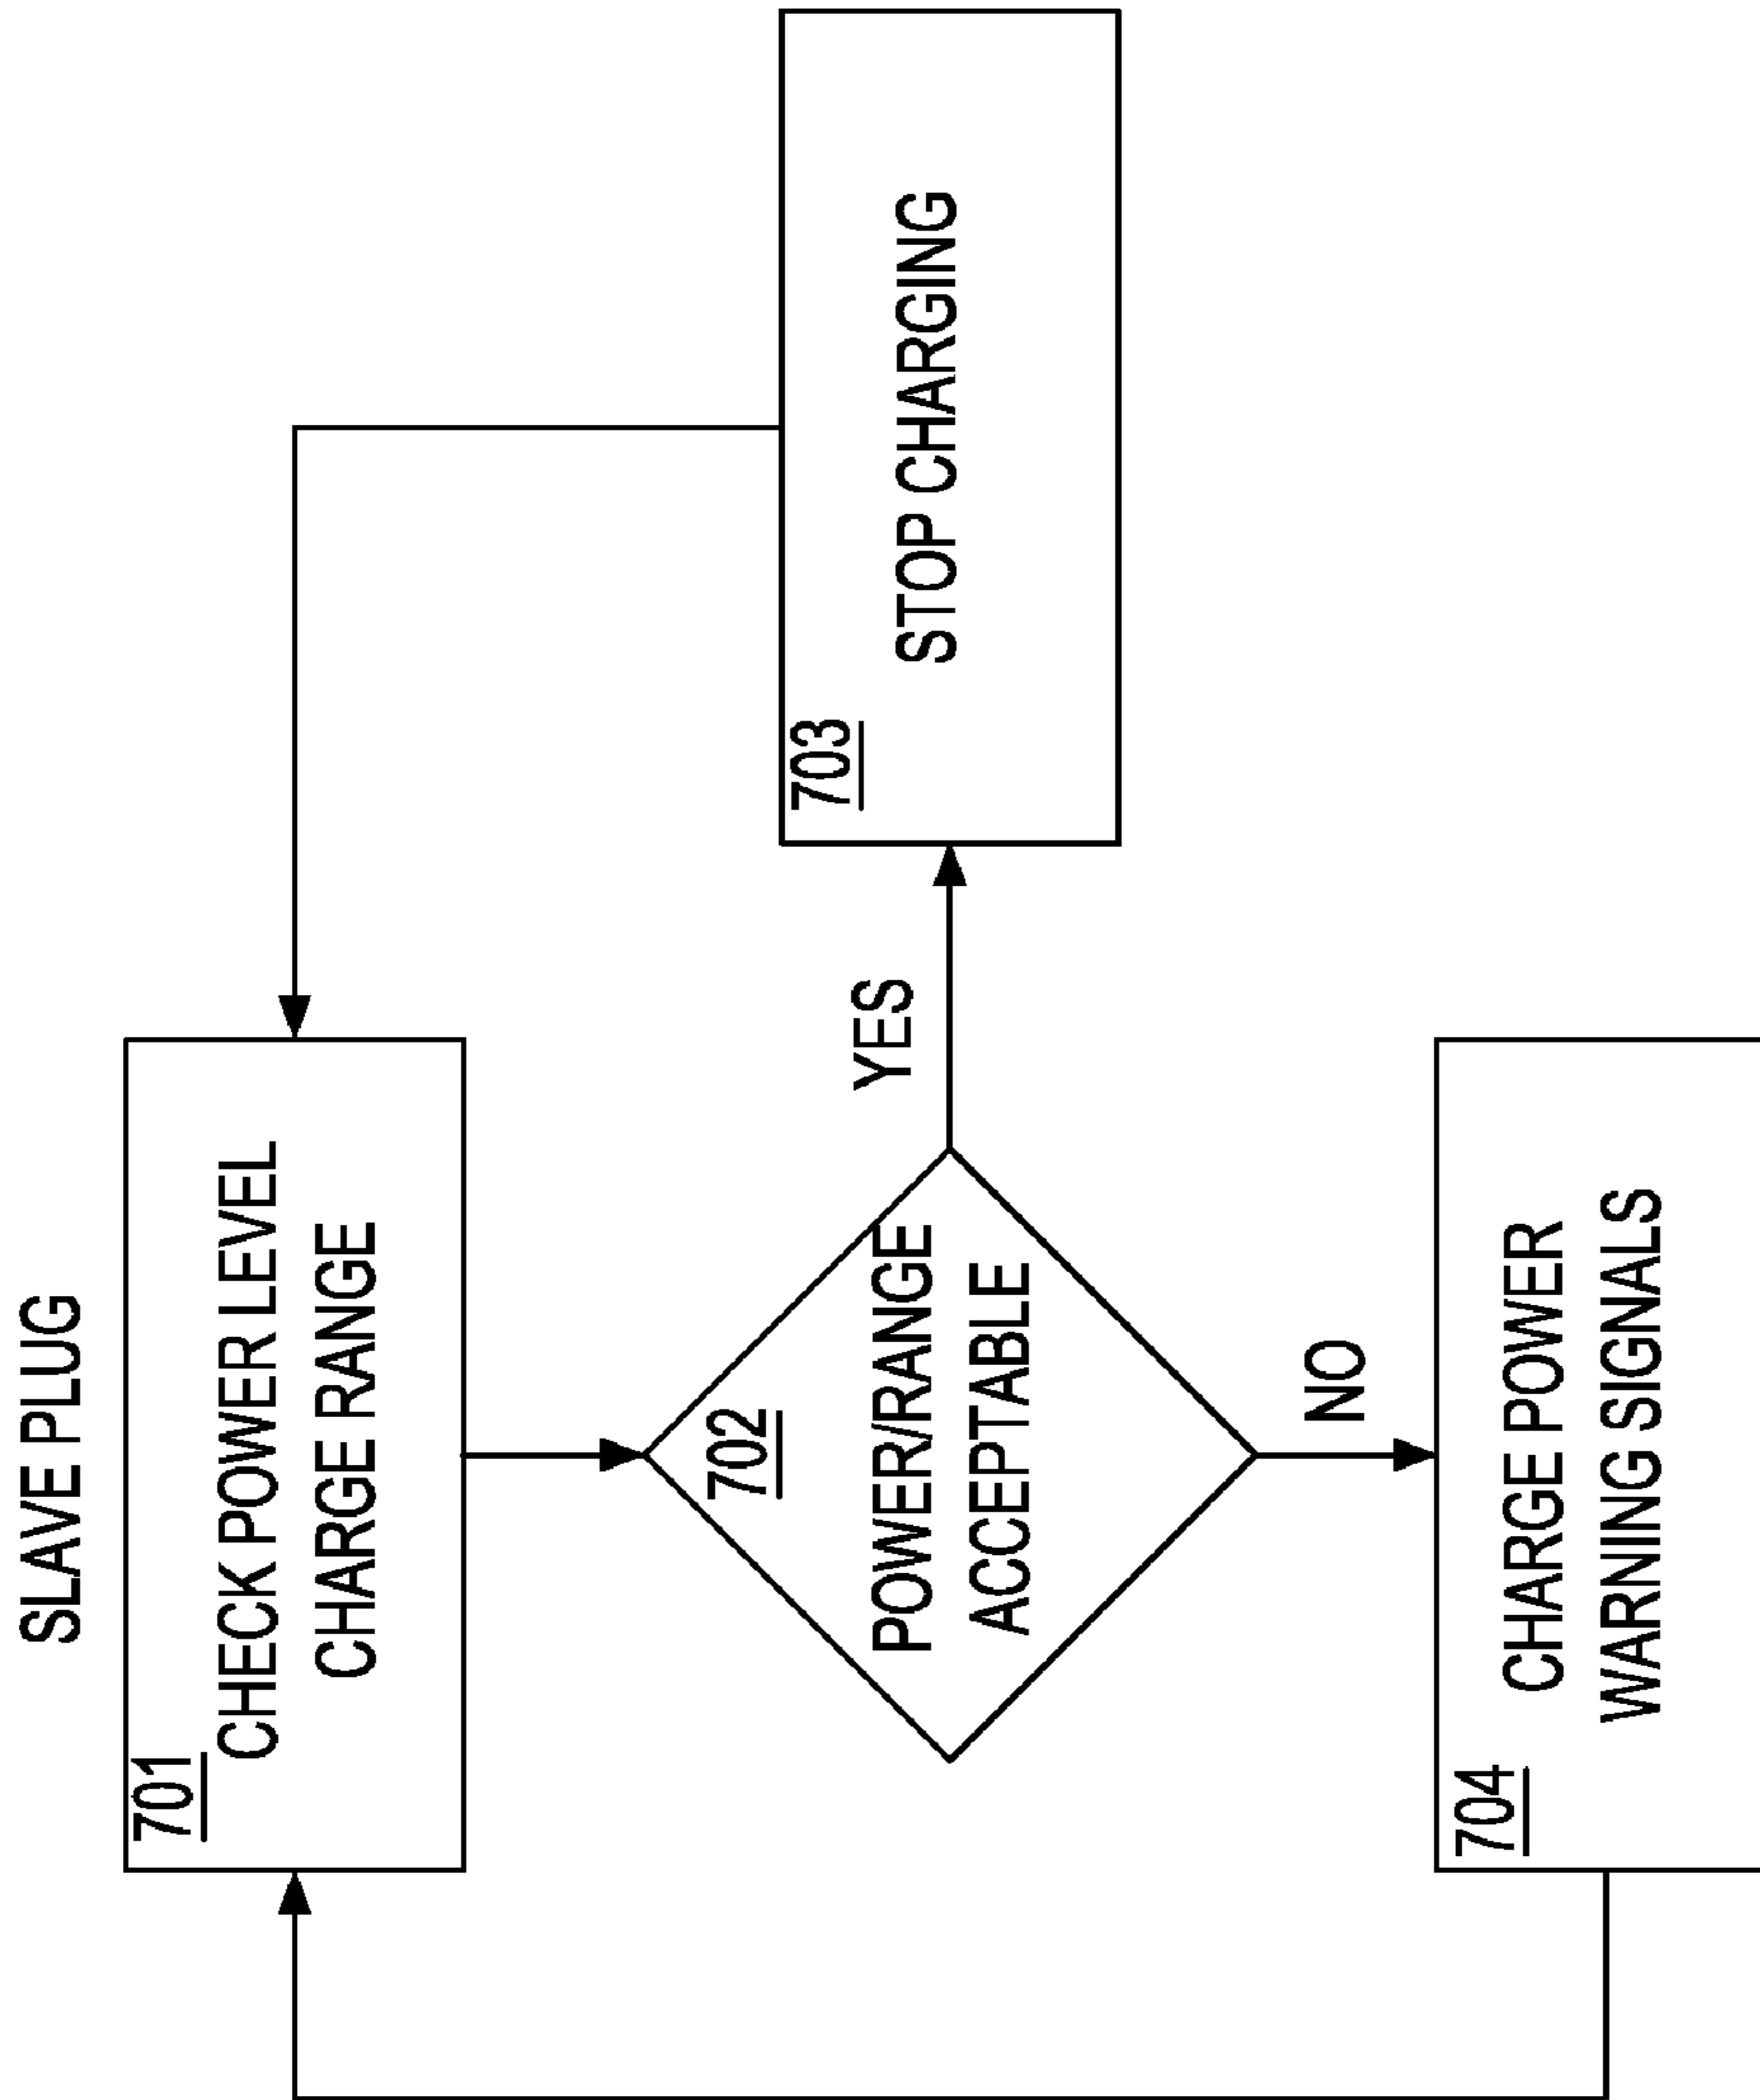 SLAVE PLUG
701
CHECK POWER LEVEL
CHARGE RANGE
702
POWER/RANGE
ACCEPTABLE
YES
703
STOP CHARGING
NO
704
CHARGE POWER
WARNING SIGNALS